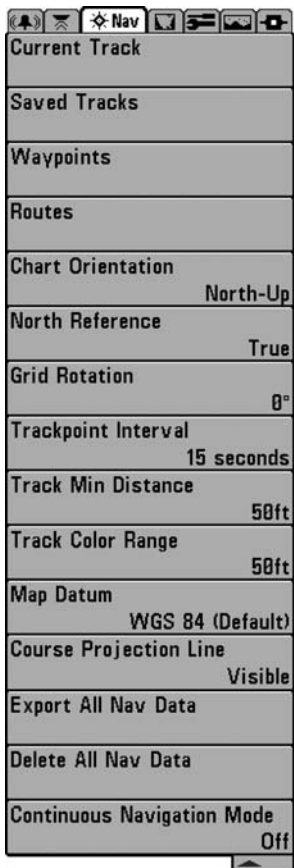 Nav
Current Track
Saved Tracks
Waypoints
Routes
Chart Orientation
North-Up
North Reference
True
Grid Rotation
0°
Trackpoint Interval
15 seconds
Track Min Distance
50ft
Track Color Range
50ft
Map Datum
WGS 84 (Default)
Course Projection Line
Visible
Export All Nav Data
Delete All Nav Data
Continuous Navigation Mode
Off